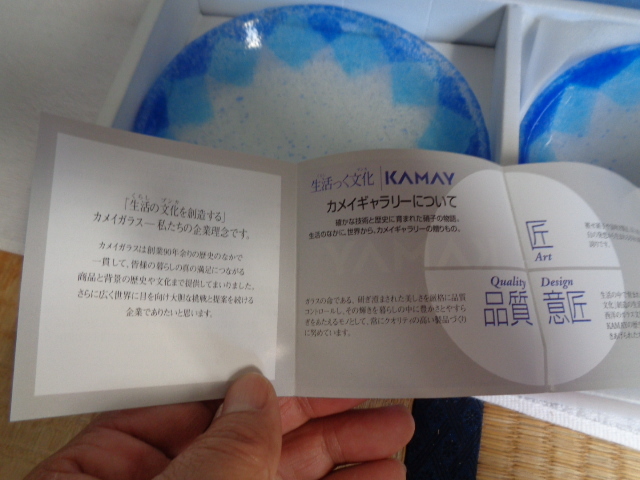 「生活の文化を創造する」
カメイガラス―私たちの企業理念です。
カメイガラスは創業90年余りの歴史のなかで
一貫して、皆様の暮らしの真の満足につながる
商品と背景の歴史や文化まで提供してまいりました。
さらに広く世界に目を向け大胆な挑戦と提案を続ける
企業でありたいと思います。
生活っく文化 KAMAY
カメイギャラリーについて
確かな技術と歴史に育まれた硝子の物語。
生活のなかに、世界から、カメイギャラリーの贈りもの。
ガラスの命である、研ぎ澄まされた美しさを厳格に品質
コントロールし、その輝きを暮らしの中に豊かさとやすら
ぎをあたえるモノとして、常にクオリティの高い製品づくり
に努めています。
匠
Art
Quality
品質
Design
意匠
生活の中で